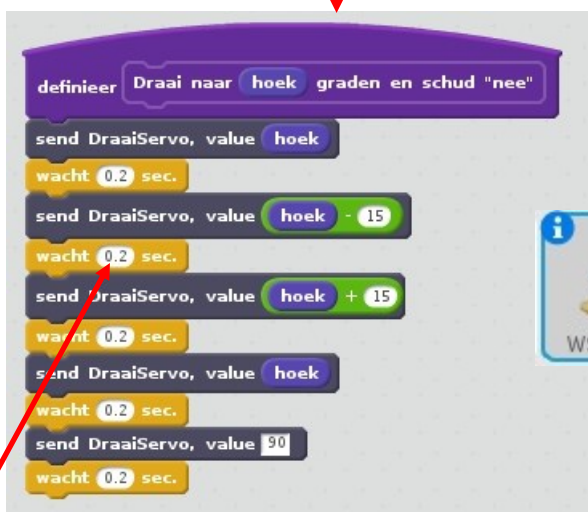 definieer Draai naar hoek graden en schud "nee"
send DraaiServo, value hoek
wacht 0.2 sec.
send DraaiServo, value hoek - 15
wacht 0.2 sec.
send DraaiServo, value hoek + 15
wacht 0.2 sec.
send DraaiServo, value hoek
wacht 0.2 sec.
send DraaiServo, value 90
wacht 0.2 sec.
i